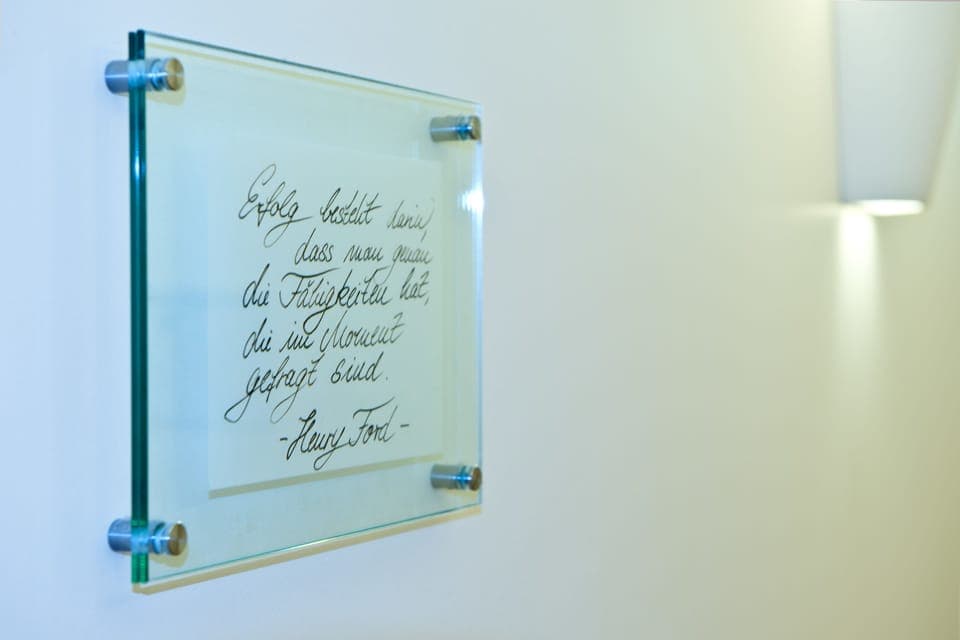 Erfolg besteht darin,
dass man genau
die Fähigkeiten hat,
die im Moment
gefragt sind.
- Henry Ford -